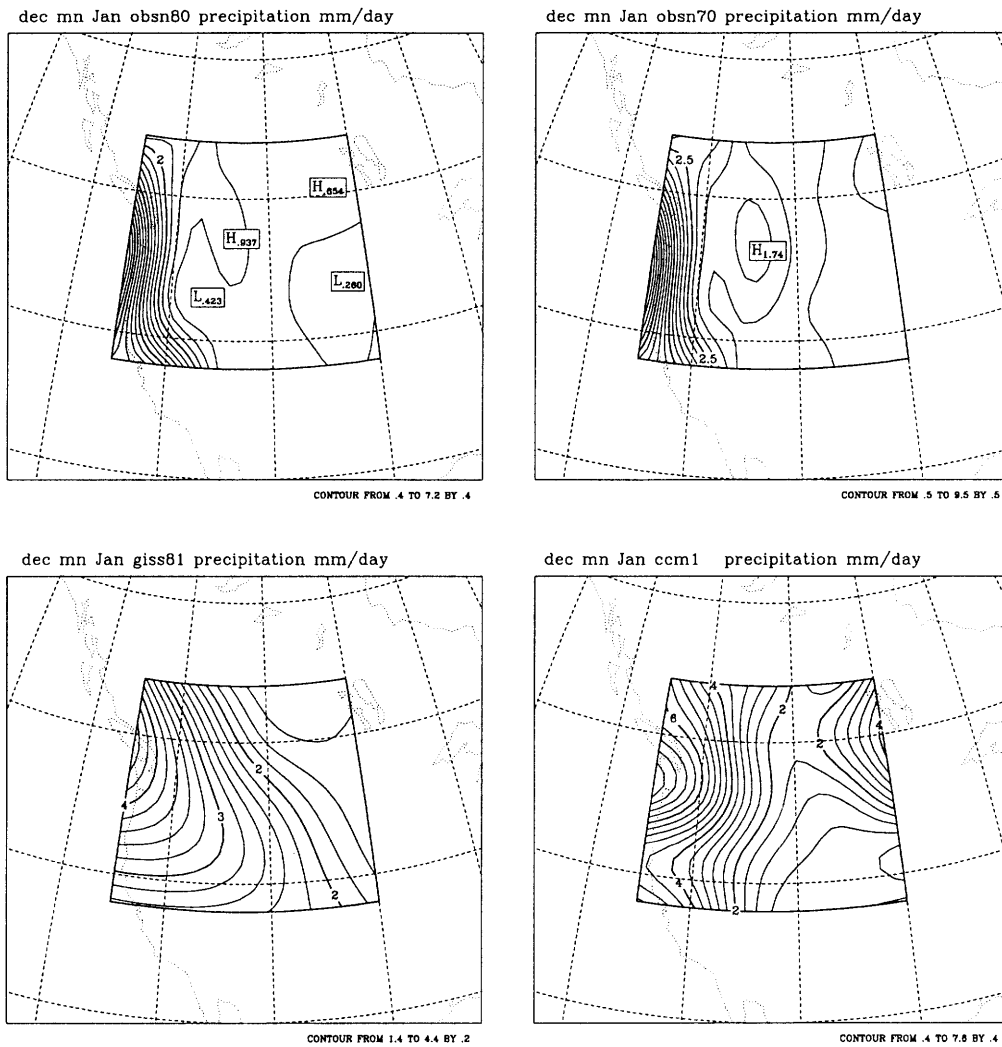 dec mn Jan obsn80 precipitation mm/day
2
H.654
H.937
L.423
L.260
CONTOUR FROM .4 TO 7.2 BY .4
dec mn Jan obsn70 precipitation mm/day
2.5
H1.74
2.5
CONTOUR FROM .5 TO 9.5 BY .5
dec mn Jan giss81 precipitation mm/day
2
4
3
2
CONTOUR FROM 1.4 TO 4.4 BY .2
dec mn Jan ccm1 precipitation mm/day
4
6
2
4
2
4
2
CONTOUR FROM .4 TO 7.6 BY .4